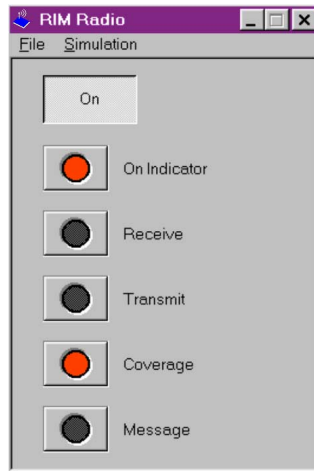 RIM Radio
File Simulation
On
On Indicator
Receive
Transmit
Coverage
Message